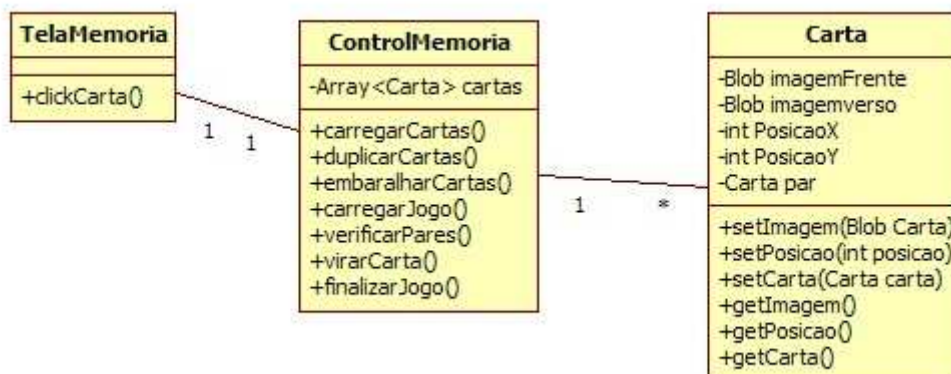 TelaMemoria
+clickCarta()
1
1
ControlMemoria
-Array<Carta> cartas
+carregarCartas()
+duplicarCartas()
+embaralharCartas()
+carregarJogo()
+verificarPares()
+virarCarta()
+finalizarJogo()
1
*
Carta
-Blob imagemFrente
-Blob imagemverso
-int PosicaoX
-int PosicaoY
-Carta par
+setImagem(Blob Carta)
+setPosicao(int posicao)
+setCarta(Carta carta)
+getImagem()
+getPosicao()
+getCarta()